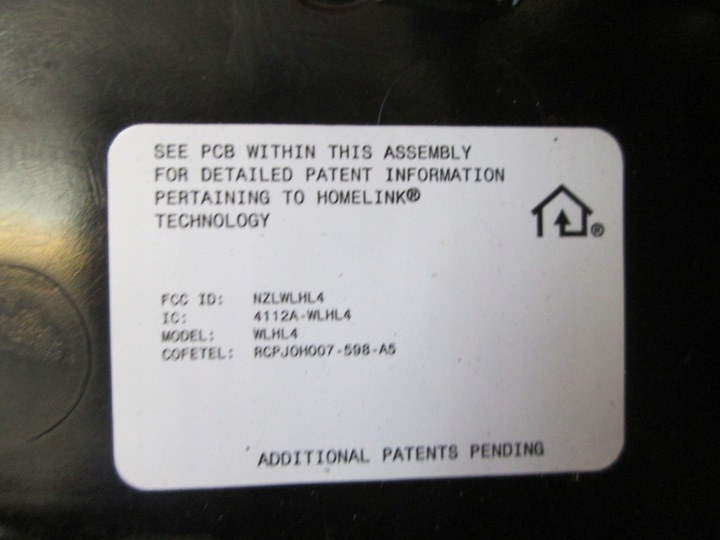 SEE PCB WITHIN THIS ASSEMBLY
FOR DETAILED PATENT INFORMATION
PERTAINING TO HOMELINK®
TECHNOLOGY
®
FCC ID: NZLWLHL4
IC: 4112A-WLHL4
MODEL: WLHL4
COFETEL: RCPJOHO07-598-A5
ADDITIONAL PATENTS PENDING